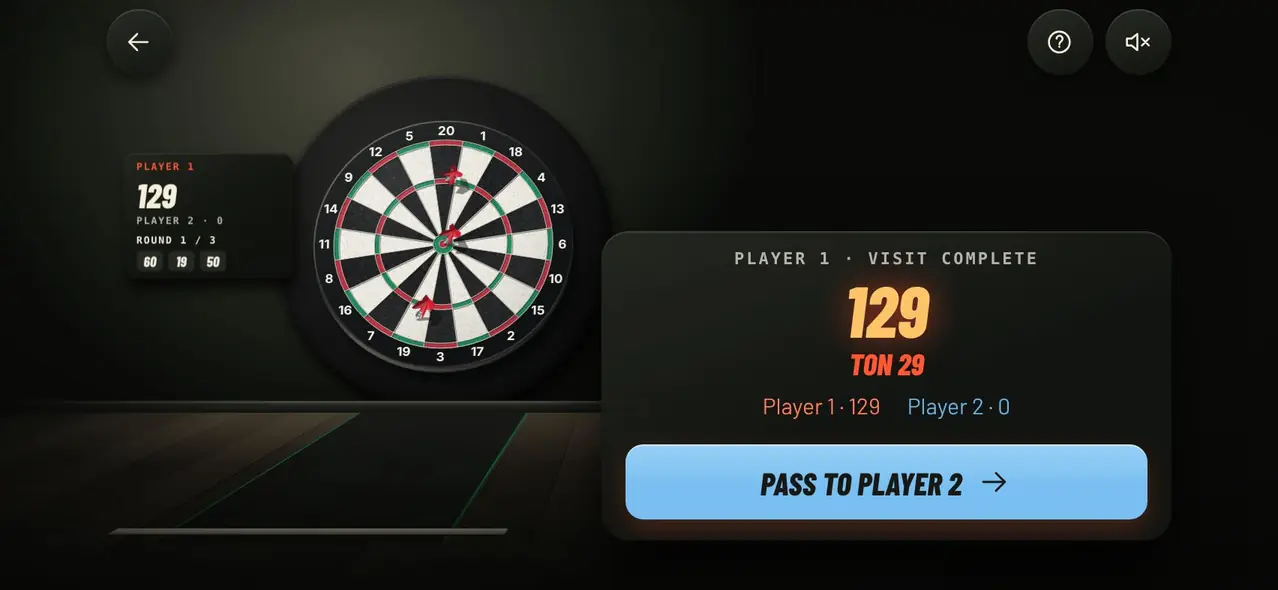 PLAYER 1
129
PLAYER 2 · 0
ROUND 1 / 3
60 19 50
20
1
18
4
13
6
10
15
2
17
3
19
7
16
8
11
14
9
12
5
PLAYER 1 · VISIT COMPLETE
129
TON 29
Player 1 · 129 Player 2 · 0
PASS TO PLAYER 2 →